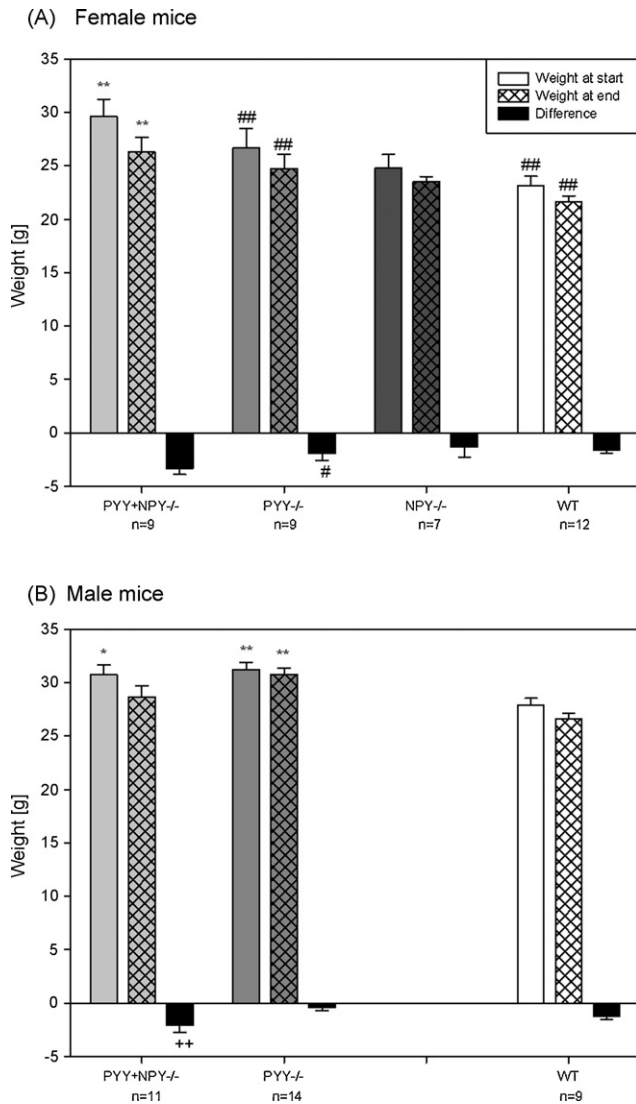 (A) Female mice
35
30
25
20
15
10
5
0
-5
Weight [g]
** ** ## ## ## ##
#
Weight at start
Weight at end
Difference
PYY+NPY-/- PYY-/- NPY-/- WT
n=9 n=9 n=7 n=12
(B) Male mice
35
30
25
20
15
10
5
0
-5
Weight [g]
* ** **
++
PYY+NPY-/- PYY-/- WT
n=11 n=14 n=9